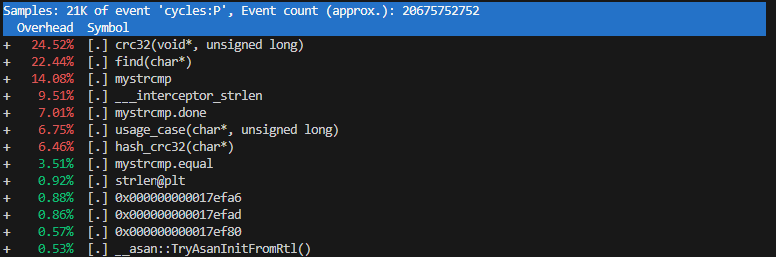 Samples: 21K of event 'cycles:P', Event count (approx.): 20675752752
Overhead  Symbol
+   24.52%  [.] crc32(void*, unsigned long)
+   22.44%  [.] find(char*)
+   14.08%  [.] mystrcmp
+    9.51%  [.] ___interceptor_strlen
+    7.01%  [.] mystrcmp.done
+    6.75%  [.] usage_case(char*, unsigned long)
+    6.46%  [.] hash_crc32(char*)
+    3.51%  [.] mystrcmp.equal
+    0.92%  [.] strlen@plt
+    0.88%  [.] 0x000000000017efa6
+    0.86%  [.] 0x000000000017efad
+    0.57%  [.] 0x000000000017ef80
+    0.53%  [.] __asan::TryAsanInitFromRtl()